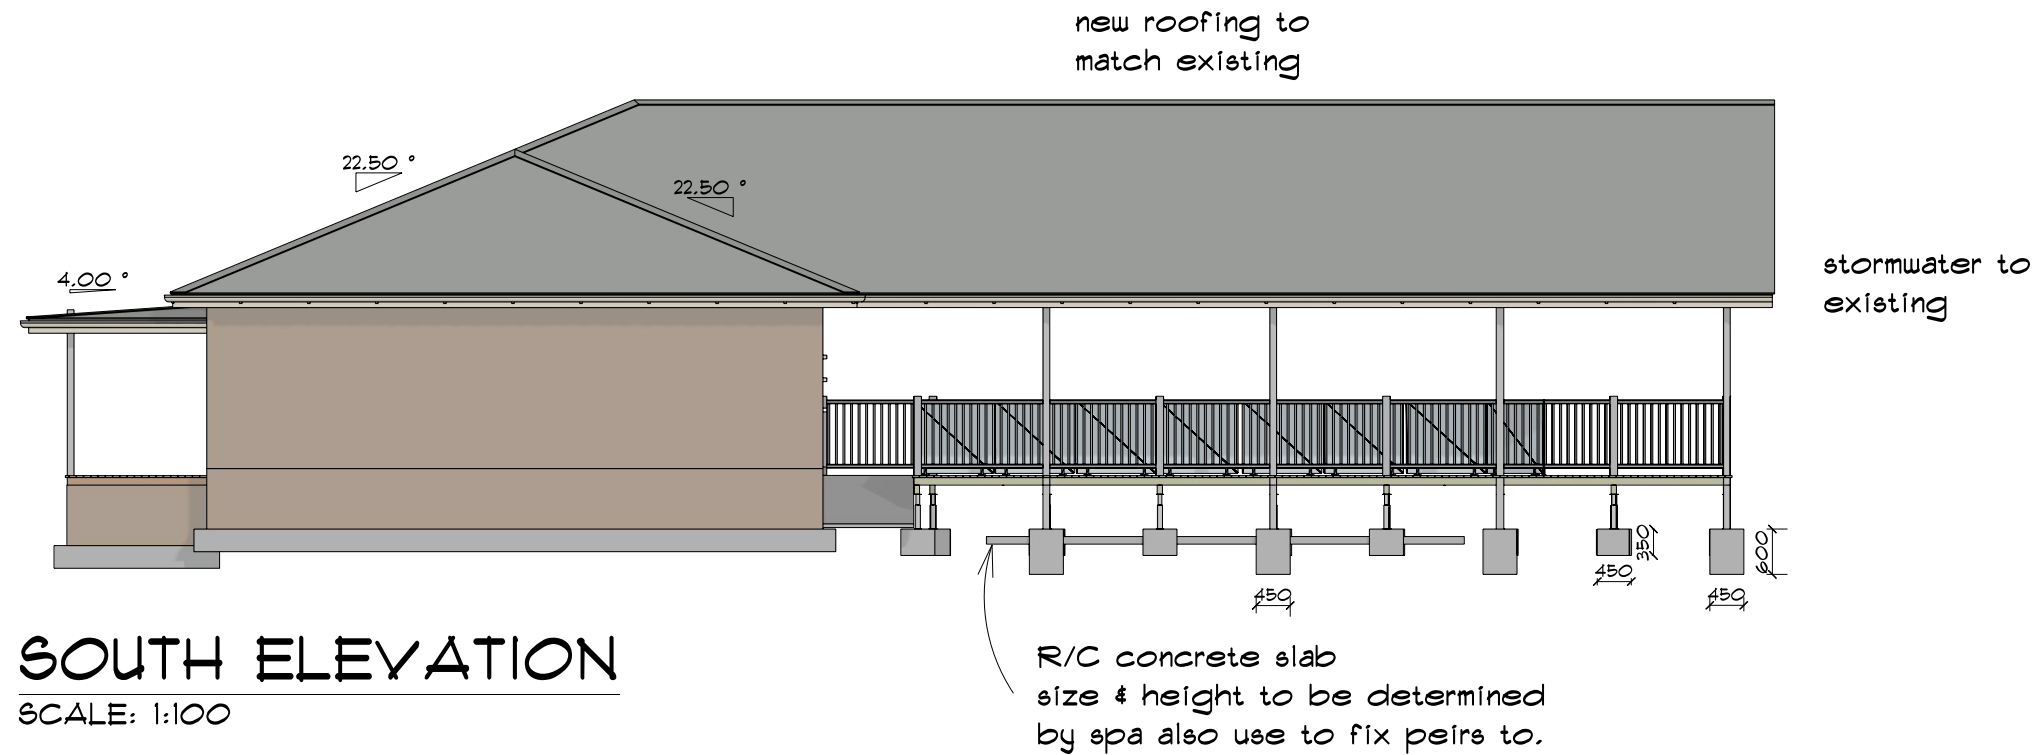 new roofing to
match existing
22.50 °
22.50 °
4.00 °
stormwater to
existing
350
600
450
450
450
SOUTH ELEVATION
SCALE: 1:100
R/C concrete slab
size & height to be determined
by spa also use to fix peirs to.